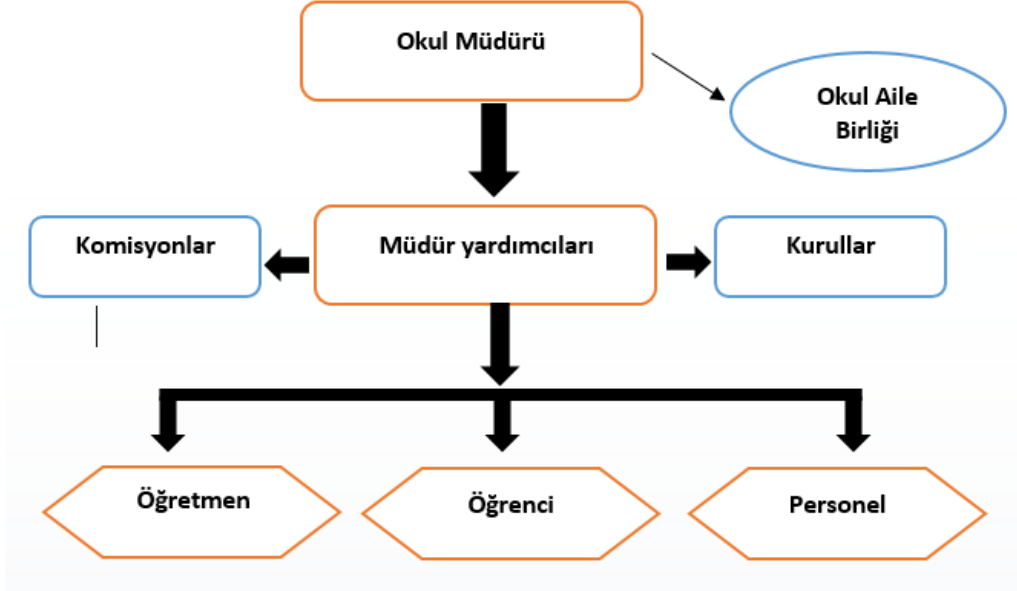 Okul Müdürü
Okul Aile
Birliği
Komisyonlar
Müdür yardımcıları
Kurullar
Öğretmen
Öğrenci
Personel